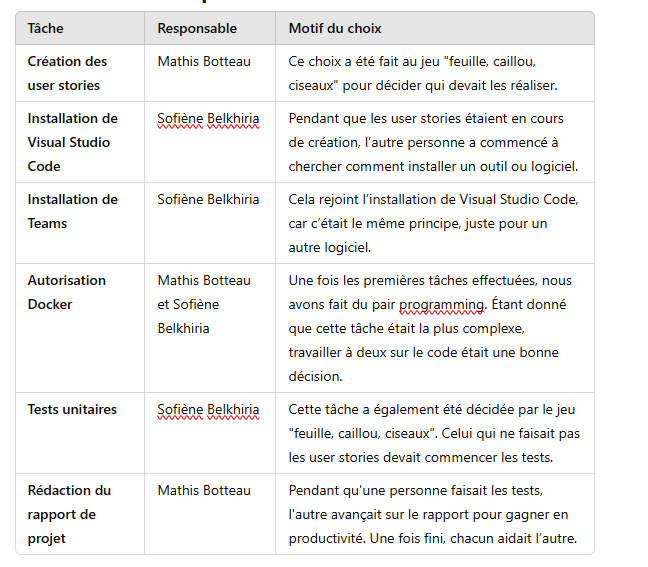 Tâche Responsable Motif du choix
Création des user stories Mathis Botteau Ce choix a été fait au jeu "feuille, caillou,
ciseaux" pour décider qui devait les réaliser.
Installation de Visual Studio Code Sofiène Belkhiria Pendant que les user stories étaient en cours
de création, l’autre personne a commencé à
chercher comment installer un outil ou logiciel.
Installation de Teams Sofiène Belkhiria Cela rejoint l’installation de Visual Studio Code,
car c’était le même principe, juste pour un
autre logiciel.
Autorisation Docker Mathis Botteau et Sofiène Belkhiria Une fois les premières tâches effectuées, nous
avons fait du pair programming. Étant donné
que cette tâche était la plus complexe,
travailler à deux sur le code était une bonne
décision.
Tests unitaires Sofiène Belkhiria Cette tâche a également été décidée par le jeu
"feuille, caillou, ciseaux". Celui qui ne faisait pas
les user stories devait commencer les tests.
Rédaction du rapport de projet Mathis Botteau Pendant qu'une personne faisait les tests,
l'autre avançait sur le rapport pour gagner en
productivité. Une fois fini, chacun aidait l’autre.